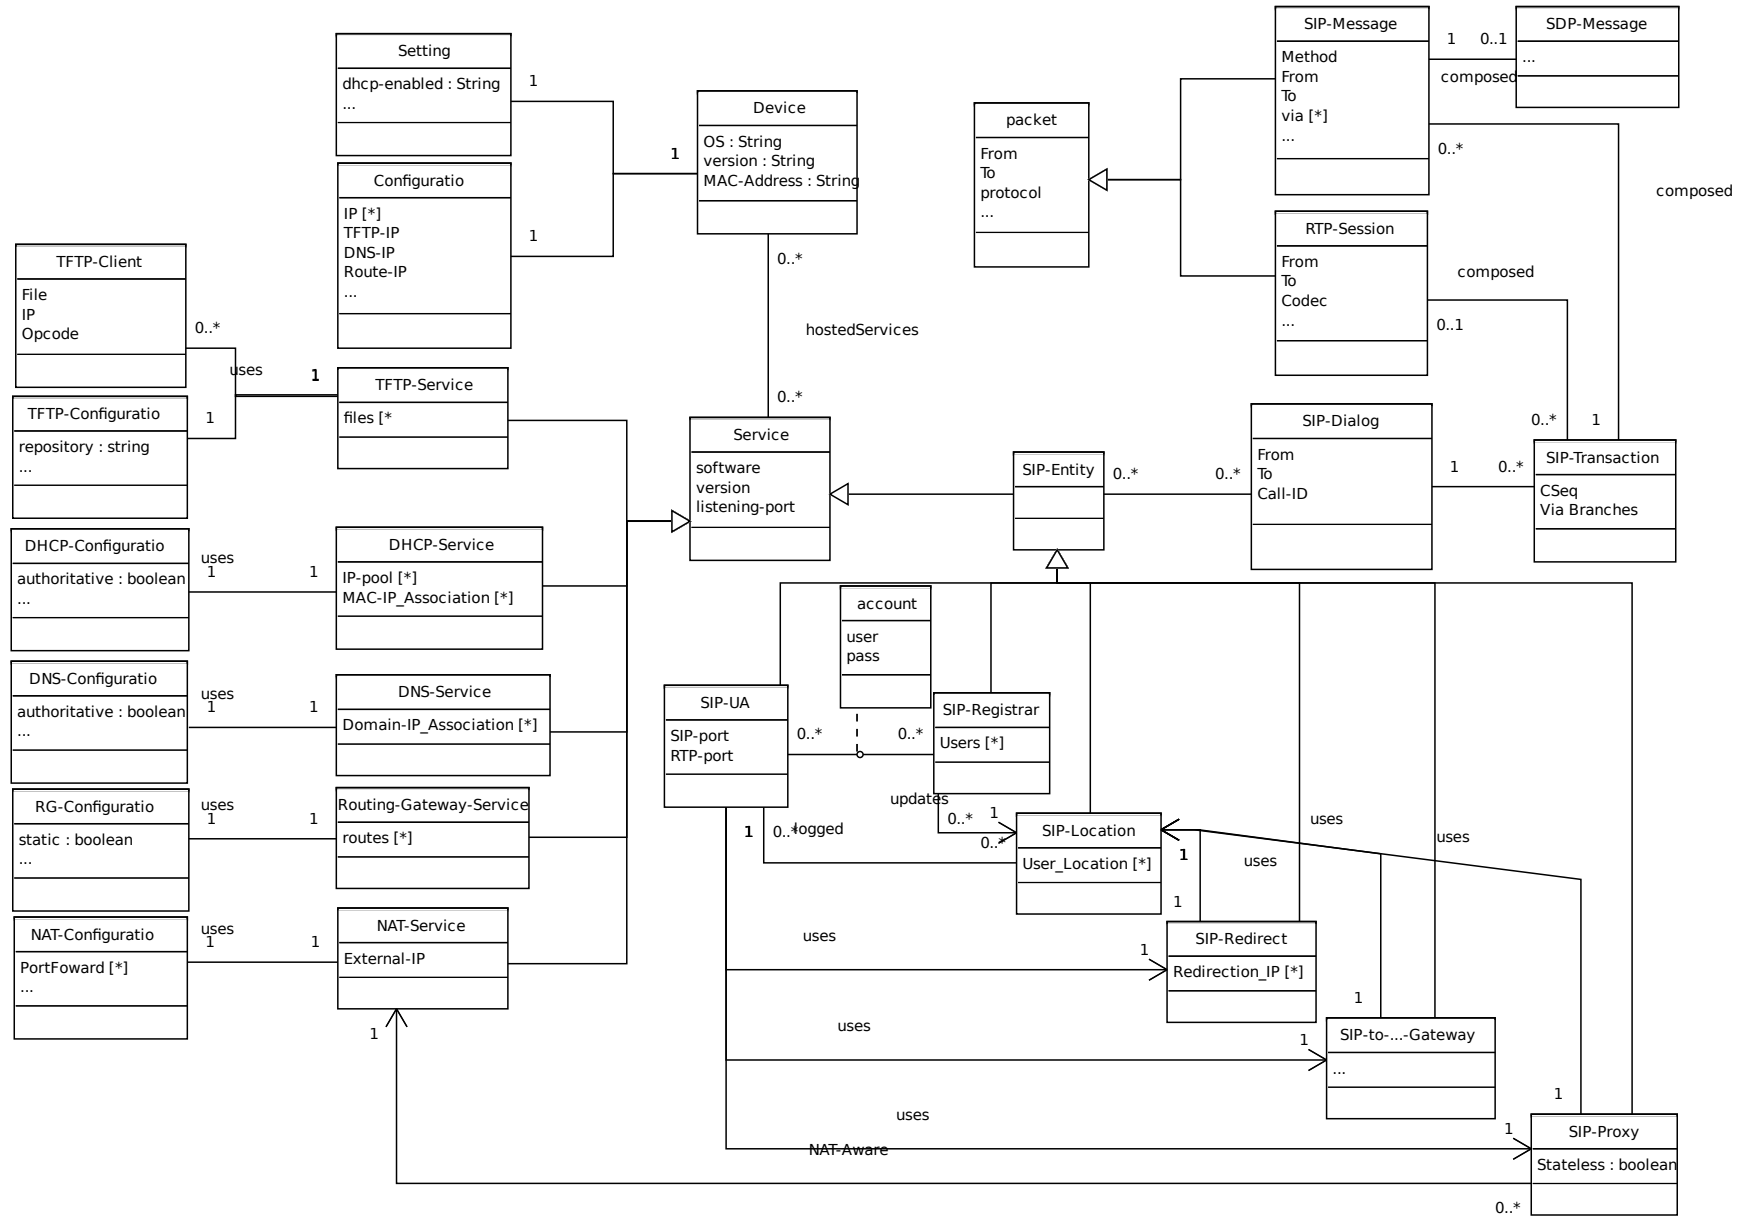 Setting
dhcp-enabled : String
...
1
Device
OS : String
version : String
MAC-Address : String
1
Configuratio
IP [*]
TFTP-IP
DNS-IP
Route-IP
...
1
0..*
hostedServices
0..*
packet
From
To
protocol
...
SIP-Message
Method
From
To
via [*]
...
1
0..1
composed
SDP-Message
...
0..*
composed
RTP-Session
From
To
Codec
...
composed
0..1
0..*
1
TFTP-Client
File
IP
Opcode
0..*
uses
1
TFTP-Service
files [*
TFTP-Configuratio
repository : string
...
1
Service
software
version
listening-port
SIP-Entity
0..*
0..*
SIP-Dialog
From
To
Call-ID
1
0..*
SIP-Transaction
CSeq
Via Branches
DHCP-Configuratio
authoritative : boolean
...
uses
1
1
DHCP-Service
IP-pool [*]
MAC-IP_Association [*]
DNS-Configuratio
authoritative : boolean
...
uses
1
1
DNS-Service
Domain-IP_Association [*]
RG-Configuratio
static : boolean
...
uses
1
1
Routing-Gateway-Service
routes [*]
NAT-Configuratio
PortFoward [*]
...
uses
1
1
NAT-Service
External-IP
1
account
user
pass
SIP-UA
SIP-port
RTP-port
0..*
0..*
SIP-Registrar
Users [*]
updates
0..*
1
1
0..*
logged
0..*
SIP-Location
User_Location [*]
1
uses
uses
uses
1
uses
1
SIP-Redirect
Redirection_IP [*]
1
uses
1
SIP-to-...-Gateway
...
1
uses
1
NAT-Aware
SIP-Proxy
Stateless : boolean
0..*